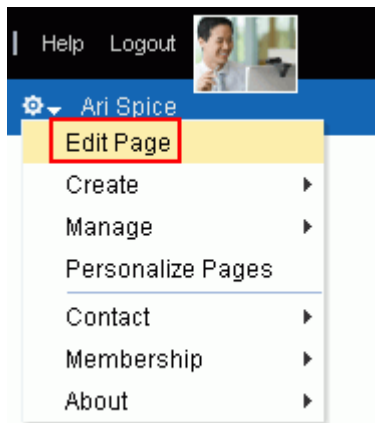 Help Logout
Ari Spice
Edit Page
Create
Manage
Personalize Pages
Contact
Membership
About